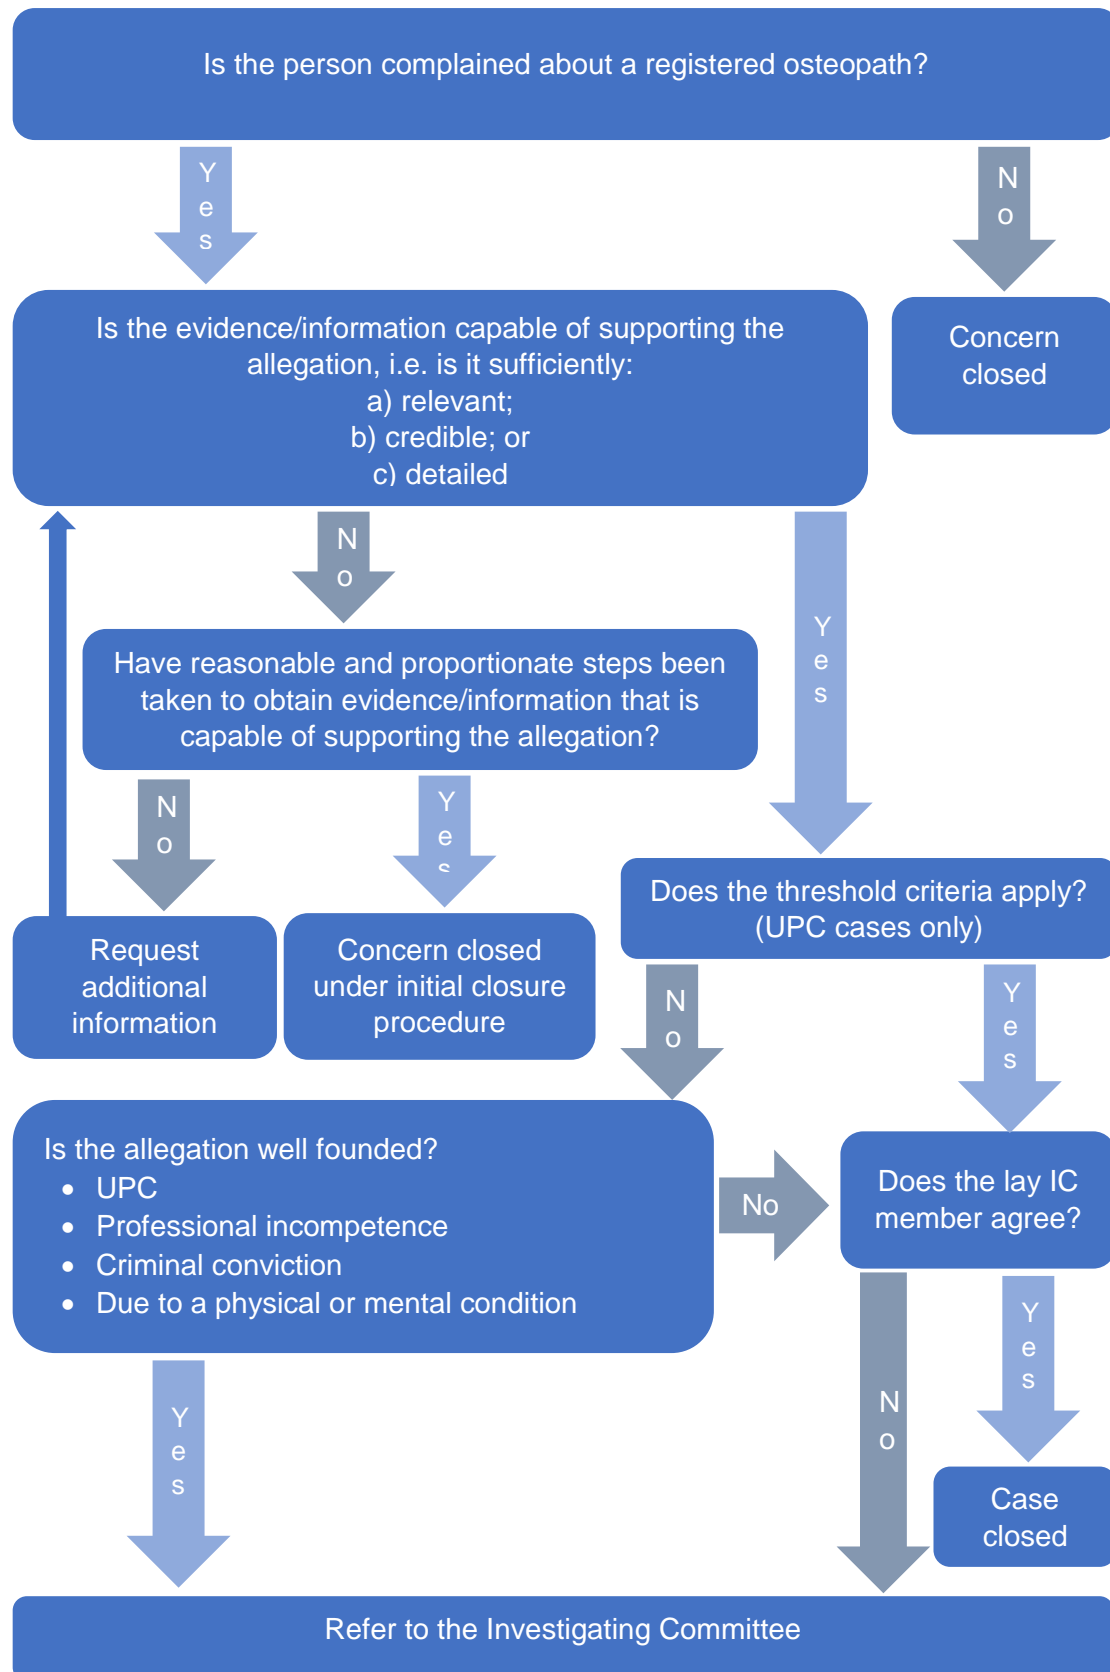 Is the person complained about a registered osteopath?
Yes
No
Is the evidence/information capable of supporting the
allegation, i.e. is it sufficiently:
a) relevant;
b) credible; or
c) detailed
Concern
closed
No
Yes
Have reasonable and proportionate steps been
taken to obtain evidence/information that is
capable of supporting the allegation?
No
Yes
Does the threshold criteria apply?
(UPC cases only)
Request
additional
information
Concern closed
under initial closure
procedure
No
Yes
Is the allegation well founded?
• UPC
• Professional incompetence
• Criminal conviction
• Due to a physical or mental condition
No
Does the lay IC
member agree?
Yes
No
Yes
Case
closed
Refer to the Investigating Committee